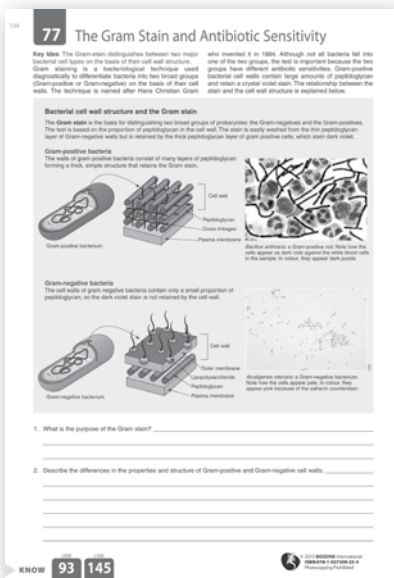 104
77 The Gram Stain and Antibiotic Sensitivity
Key Idea: The Gram-stain distinguishes between two major
bacterial cell types on the basis of their cell wall structure.
Gram staining is a bacteriological technique used
diagnostically to differentiate bacteria into two broad groups
(Gram-positive or Gram-negative) on the basis of their cell
walls. The technique is named after Hans Christian Gram
who invented it in 1884. Although not all bacteria fall into
one of the two groups, the test is important because the two
groups have different antibiotic sensitivities. Gram-positive
bacterial cell walls contain large amounts of peptidoglycan
and retain a crystal violet stain. The relationship between the
stain and the cell wall structure is explained below.
Bacterial cell wall structure and the Gram stain
The Gram stain is the basis for distinguishing two broad groups of prokaryotes: the Gram-negatives and the Gram-positives.
The test is based on the proportion of peptidoglycan in the cell wall. The stain is easily washed from the thin peptidoglycan
layer of Gram-negative walls but is retained by the thick peptidoglycan layer of Gram-positive cells, which stain dark violet.
Gram-positive bacteria
The walls of gram positive bacteria consist of many layers of peptidoglycan
forming a thick, simple structure that retains the Gram stain.
Cell wall
Peptidoglycan
Cross linkages
Plasma membrane
Gram-positive bacterium
Bacillus anthracis: a Gram-positive rod. Note how the
cells appear as dark rods against the white blood cells
in the sample. In colour, they appear dark purple.
Gram-negative bacteria
The cell walls of gram negative bacteria contain only a small proportion of
peptidoglycan, so the dark violet stain is not retained by the cell wall.
Cell wall
Outer membrane
Lipopolysaccharide
Peptidoglycan
Plasma membrane
Gram-negative bacterium
Alcaligenes odorans: a Gram-negative bacterium.
Note how the cells appear pale. In colour, they
appear pink because of the safranin counterstain.
1. What is the purpose of the Gram stain?
2. Describe the differences in the properties and structure of Gram-positive and Gram-negative cell walls:
KNOW
LINK
93
LINK
145
© 2015 BIOZONE International
ISBN:978-1-927309-20-4
Photocopying Prohibited